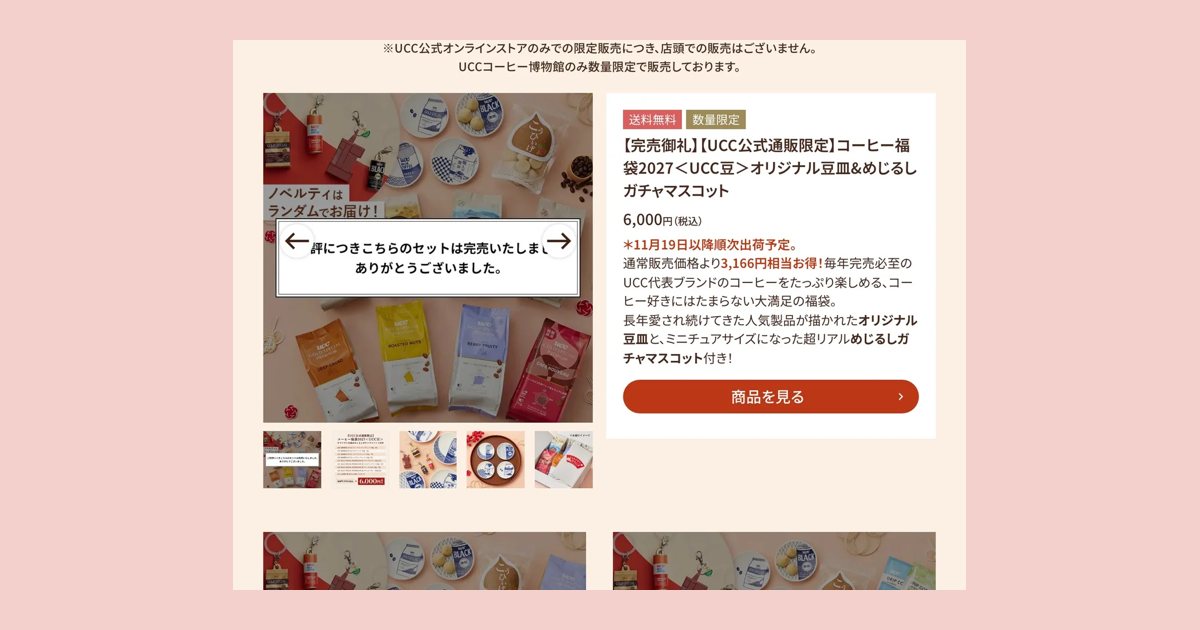 ※UCC公式オンラインストアのみでの限定販売につき、店頭での販売はございません。
UCCコーヒー博物館のみ数量限定で販売しております。
BLACK
こつぶ
ノベルティは
ランダムでお届け！
評につきこちらのセットは完売いたしまし
ありがとうございました。
UCC
ROASTED NUTS
6,000円!
送料無料
数量限定
【完売御礼】【UCC公式通販限定】コーヒー福
袋2027＜UCC豆＞オリジナル豆皿&めじるし
ガチャマスコット
6,000円(税込)
＊11月19日以降順次出荷予定。
通常販売価格より3,166円相当お得！毎年完売必至の
UCC代表ブランドのコーヒーをたっぷり楽しめる、コー
ヒー好きにはたまらない大満足の福袋。
長年愛され続けてきた人気製品が描かれたオリジナル
豆皿と、ミニチュアサイズになった超リアルめじるしガ
チャマスコット付き！
商品を見る
BLACK
BLACK